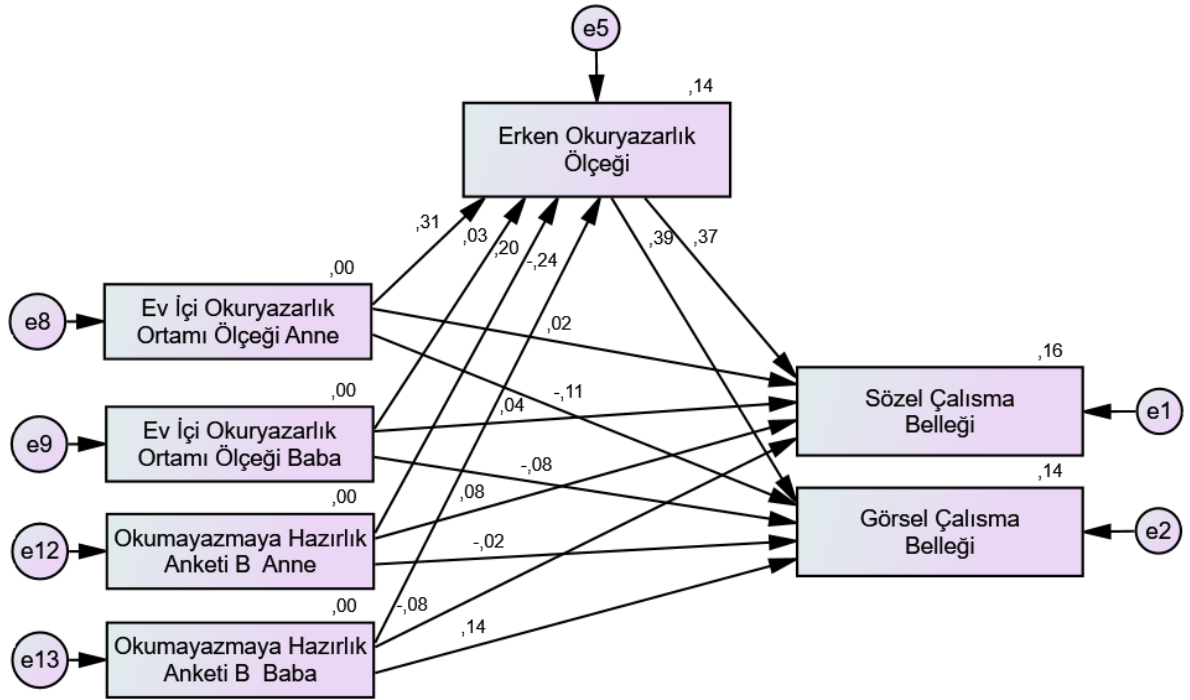 e5
,14
Erken Okuryazarlık
Ölçeği
,31
,03
,20
-,24
,39
,37
,00
e8
Ev İçi Okuryazarlık
Ortamı Ölçeği Anne
,02
-,11
,00
e9
Ev İçi Okuryazarlık
Ortamı Ölçeği Baba
,04
-,08
,16
Sözel Çalısma
Belleği
e1
,00
e12
Okumayazmaya Hazırlık
Anketi B Anne
,08
-,02
,14
Görsel Çalısma
Belleği
e2
,00
e13
Okumayazmaya Hazırlık
Anketi B Baba
-,08
,14